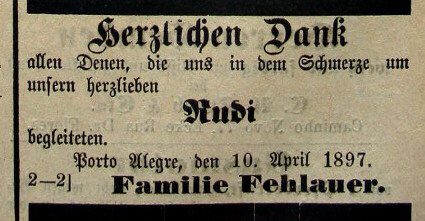 Herzlichen Dank
allen Denen, die uns in dem Schmerze um
unsern herzlieben
Rudi
begleiteten.
Porto Alegre, den 10. April 1897.
2—2] Familie Fehlauer.